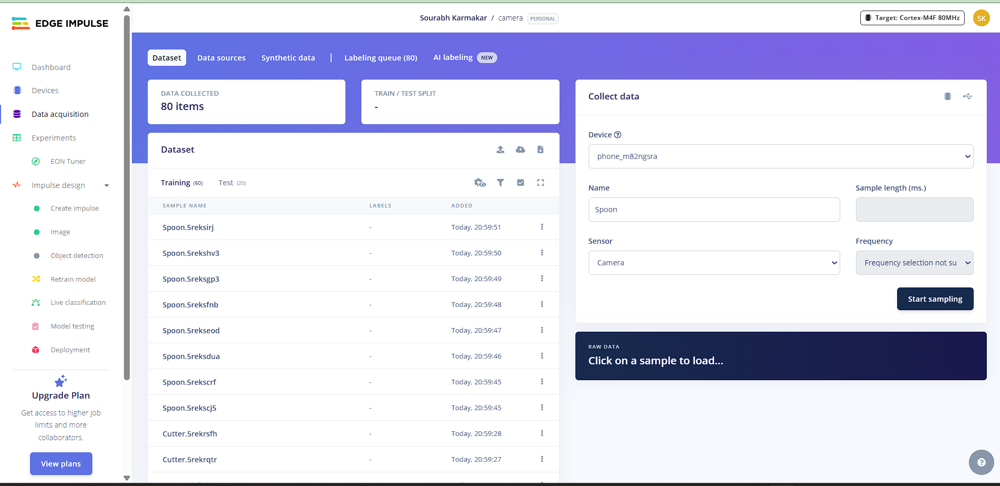 EDGE IMPULSE
Sourabh Karmakar / camera PERSONAL
Target: Cortex-M4F 80MHz
SK
Dashboard
Devices
Data acquisition
Experiments
EON Tuner
Impulse design
Create impulse
Image
Object detection
Retrain model
Live classification
Model testing
Deployment
Upgrade Plan
Get access to higher job
limits and more
collaborators.
View plans
Dataset Data sources Synthetic data | Labeling queue (80) AI labeling NEW
DATA COLLECTED
80 items
TRAIN / TEST SPLIT
-
Dataset
Training (60) Test (20)
SAMPLE NAME LABELS ADDED
Spoon.5reksirj - Today, 20:59:51
Spoon.5rekshv3 - Today, 20:59:50
Spoon.5reksgp3 - Today, 20:59:49
Spoon.5reksfnb - Today, 20:59:48
Spoon.5rekseod - Today, 20:59:47
Spoon.5reksdua - Today, 20:59:46
Spoon.5rekscrf - Today, 20:59:45
Spoon.5rekscj5 - Today, 20:59:45
Cutter.5rekrsfh - Today, 20:59:28
Cutter.5rekrqtr - Today, 20:59:27
Collect data
Device ?
phone_m82ngsra
Name
Spoon
Sample length (ms.)
Sensor
Camera
Frequency
Frequency selection not su
Start sampling
RAW DATA
Click on a sample to load...
?